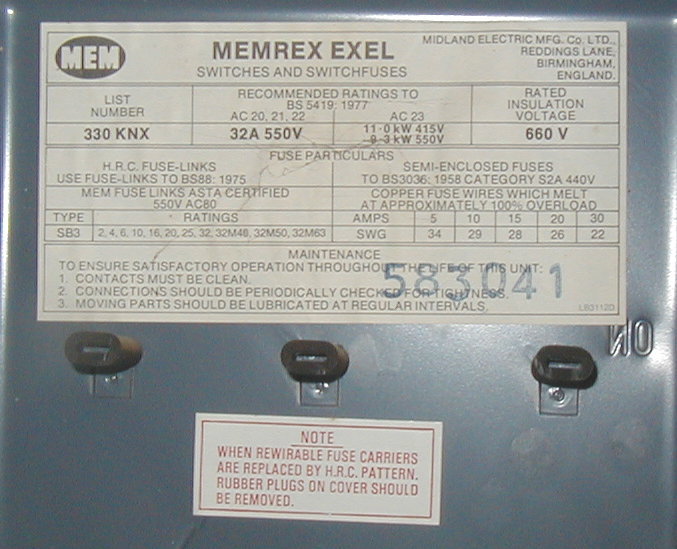 MEM
MEMREX EXEL
SWITCHES AND SWITCHFUSES
MIDLAND ELECTRIC MFG. Co. LTD.,
REDDINGS LANE,
BIRMINGHAM,
ENGLAND.
LIST NUMBER
330 KNX
RECOMMENDED RATINGS TO
BS 5419: 1977
AC 20, 21, 22
32A 550V
AC 23
11·0 kW 415V
9·3 kW 550V
RATED
INSULATION
VOLTAGE
660 V
FUSE PARTICULARS
H.R.C. FUSE-LINKS
USE FUSE-LINKS TO BS88: 1975
MEM FUSE LINKS ASTA CERTIFIED
550V AC80
SEMI-ENCLOSED FUSES
TO BS3036: 1958 CATEGORY S2A 440V
COPPER FUSE WIRES WHICH MELT
AT APPROXIMATELY 100% OVERLOAD
TYPE RATINGS
SB3 2, 4, 6, 10, 16, 20, 25, 32, 32M48, 32M50, 32M63
AMPS 5 10 15 20 30
SWG 34 29 28 26 22
MAINTENANCE
TO ENSURE SATISFACTORY OPERATION THROUGHOUT THE LIFE OF THIS UNIT:
1. CONTACTS MUST BE CLEAN.
2. CONNECTIONS SHOULD BE PERIODICALLY CHECKED FOR TIGHTNESS.
3. MOVING PARTS SHOULD BE LUBRICATED AT REGULAR INTERVALS.
583041
LB3112D
NO
NOTE
WHEN REWIRABLE FUSE CARRIERS
ARE REPLACED BY H.R.C. PATTERN.
RUBBER PLUGS ON COVER SHOULD
BE REMOVED.